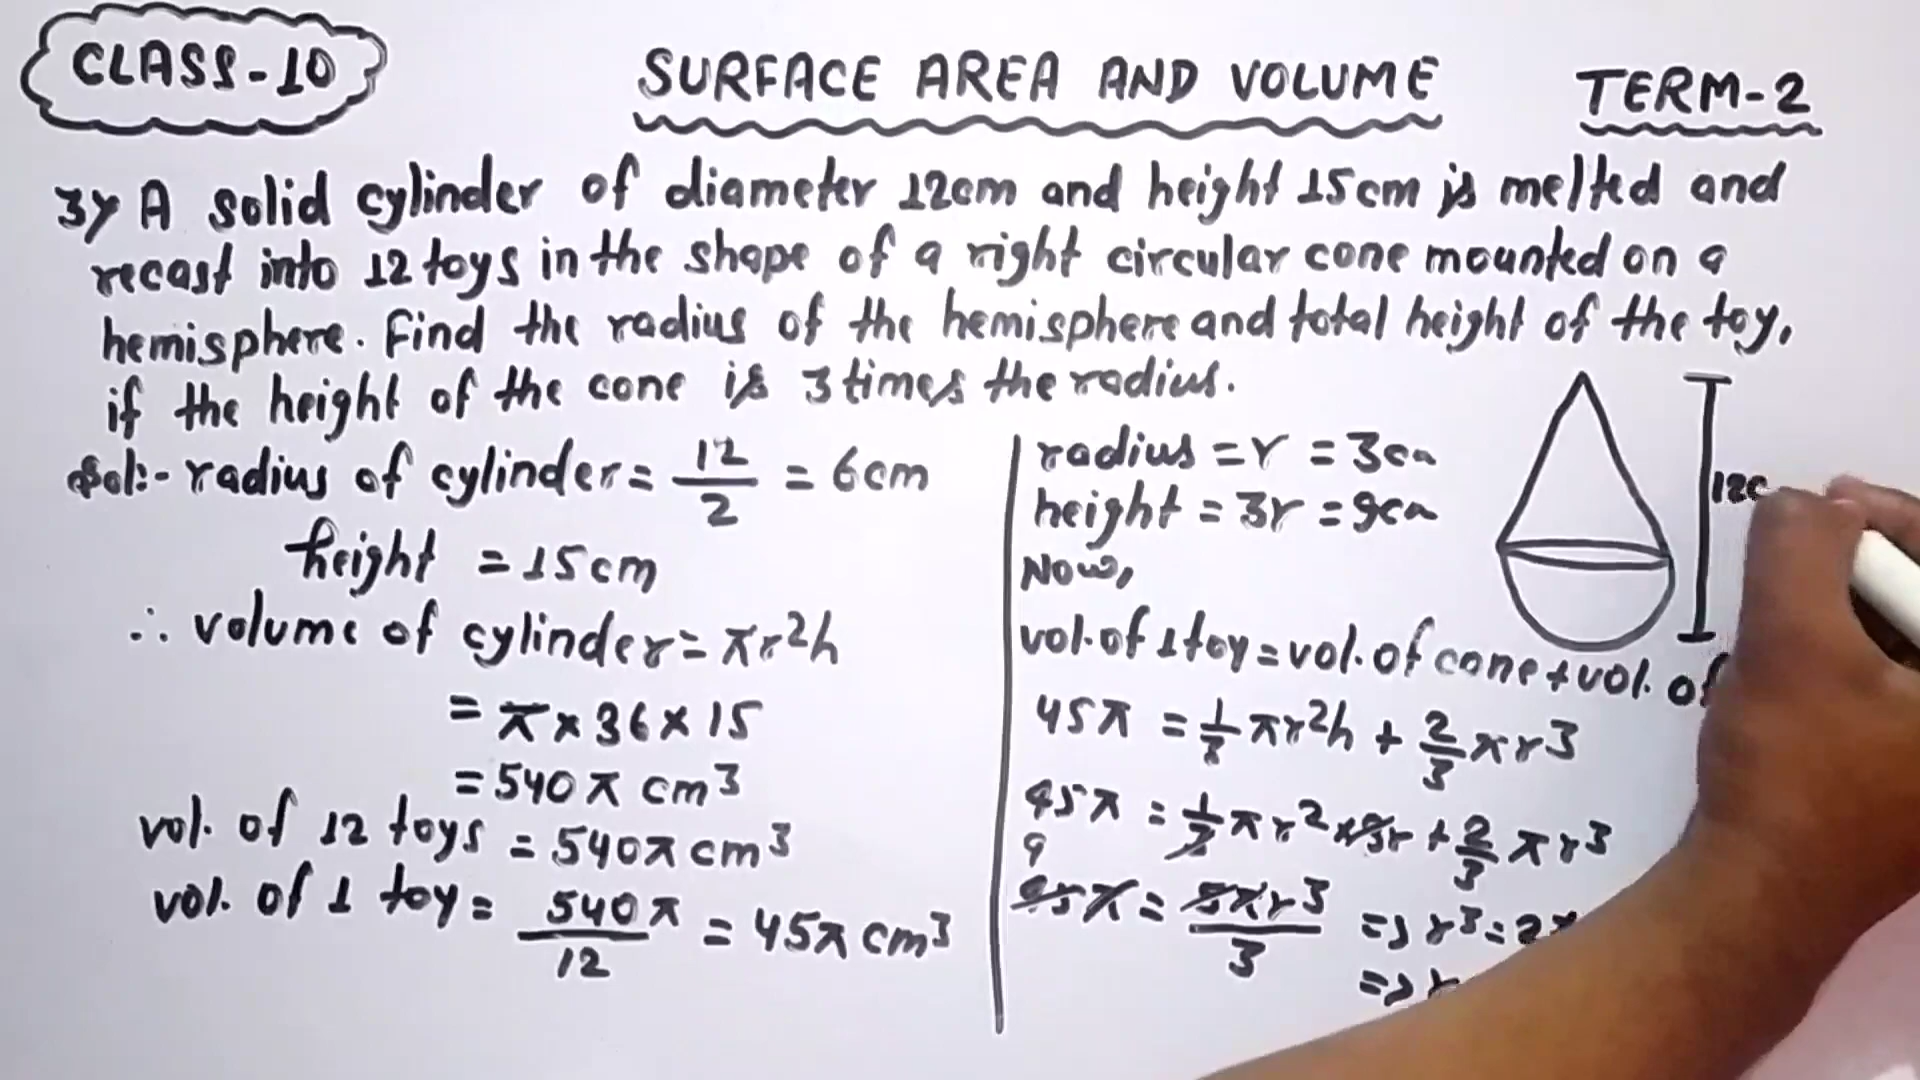 CLASS-10
SURFACE AREA AND VOLUME
TERM-2
3) A solid cylinder of diameter 12cm and height 15cm is melted and
recast into 12 toys in the shape of a right circular cone mounted on a
hemisphere. Find the radius of the hemisphere and total height of the toy,
if the height of the cone is 3 times the radius.
Sol:- radius of cylinder = 12/2 = 6cm
height = 15cm
∴ volume of cylinder = πr²h
= π × 36 × 15
= 540π cm³
vol. of 12 toys = 540π cm³
vol. of 1 toy = 540π/12 = 45π cm³
radius = r = 3cm
height = 3r = 9cm
Now,
vol. of 1 toy = vol. of cone + vol. of
45π = 1/3 πr²h + 2/3 πr³
45π = 1/3 πr² × 3r + 2/3 πr³
9
45π = 5πr³/3 => r³ = 2
=> r
12c